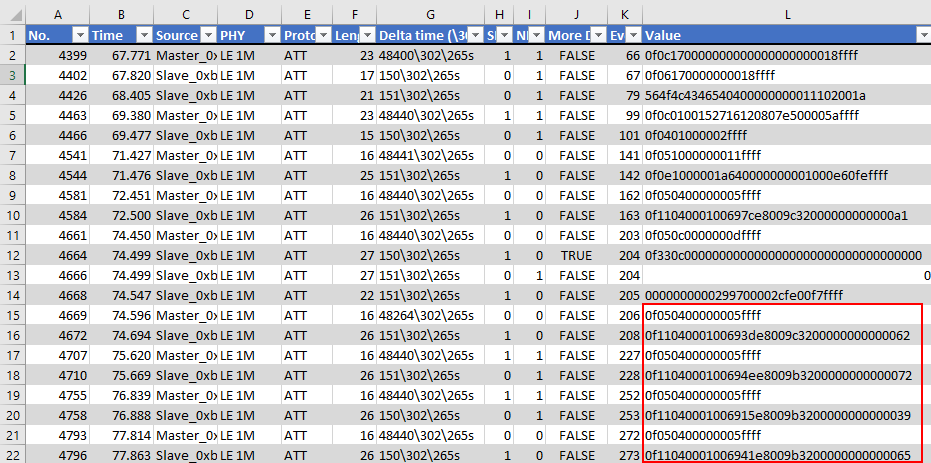 A B C D E F G H I J K L
1 No. Time Source PHY Proto Leng Delta time (\30 S N More D Ev Value
2 4399 67.771 Master_0x LE 1M ATT 23 48400\302\265s 1 1 FALSE 66
3 4402 67.820 Slave_0xb LE 1M ATT 17 150\302\265s 0 1 FALSE 67 0f0617000000018ffff
4 4426 68.405 Slave_0xb LE 1M ATT 21 151\302\265s 0 1 FALSE 79
5 4463 69.380 Master_0x LE 1M ATT 23 48440\302\265s 1 1 FALSE 99 0f0c0100152716120807e500005affff
6 4466 69.477 Slave_0xb LE 1M ATT 15 150\302\265s 0 1 FALSE 101 0f0401000002ffff
7 4541 71.427 Master_0x LE 1M ATT 16 48441\302\265s 0 0 FALSE 141 0f051000000011ffff
8 4544 71.476 Slave_0xb LE 1M ATT 25 151\302\265s 0 0 FALSE 142 0f0e1000001a640000000001000e60feffff
9 4581 72.451 Master_0x LE 1M ATT 16 48440\302\265s 0 0 FALSE 162 0f050400000005ffff
10 4584 72.500 Slave_0xb LE 1M ATT 26 151\302\265s 1 0 FALSE 163 0f1104000100697ce8009c32000000000000a1
11 4661 74.450 Master_0x LE 1M ATT 16 48440\302\265s 0 0 FALSE 203 0f050c0000000dffff
12 4664 74.499 Slave_0xb LE 1M ATT 27 150\302\265s 1 0 TRUE 204
13 4666 74.499 Slave_0xb LE 1M ATT 27 151\302\265s 0 1 FALSE 204 0
14 4668 74.547 Slave_0xb LE 1M ATT 22 151\302\265s 1 0 FALSE 205 0000000000299700002cfe00f7ffff
15 4669 74.596 Master_0x LE 1M ATT 16 48264\302\265s 1 0 FALSE 206 0f050400000005ffff
16 4672 74.694 Slave_0xb LE 1M ATT 26 151\302\265s 1 0 FALSE 208 0f1104000100693de8009c3200000000000062
17 4707 75.620 Master_0x LE 1M ATT 16 48440\302\265s 1 1 FALSE 227 0f050400000005ffff
18 4710 75.669 Slave_0xb LE 1M ATT 26 151\302\265s 0 1 FALSE 228 0f1104000100694ee8009b3200000000000072
19 4755 76.839 Master_0x LE 1M ATT 16 48440\302\265s 1 1 FALSE 252 0f050400000005ffff
20 4758 76.888 Slave_0xb LE 1M ATT 26 150\302\265s 0 1 FALSE 253 0f11040001006915e8009b3200000000000039
21 4793 77.814 Master_0x LE 1M ATT 16 48440\302\265s 0 0 FALSE 272 0f050400000005ffff
22 4796 77.863 Slave_0xb LE 1M ATT 26 150\302\265s 1 0 FALSE 273 0f11040001006941e8009b3200000000000065